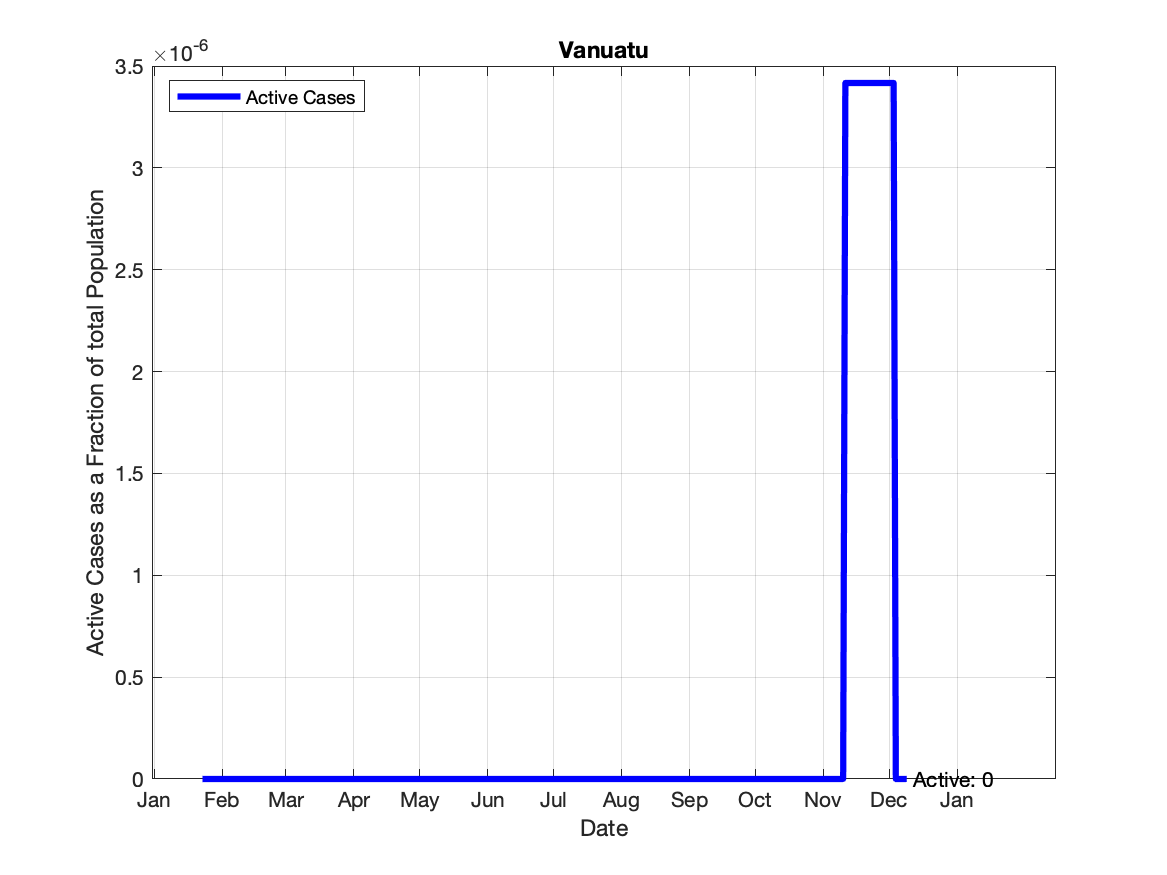 Vanuatu
×10-6
Active Cases
3.5
3
2.5
2
1.5
1
0.5
0
Active Cases as a Fraction of total Population
Active: 0
Jan Feb Mar Apr May Jun Jul Aug Sep Oct Nov Dec Jan
Date